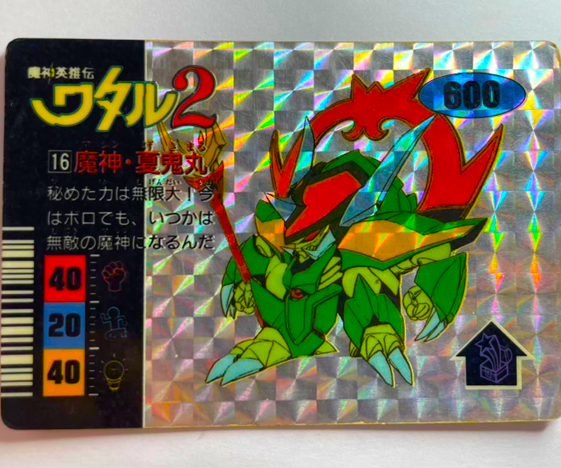 魔神英雄伝
ワタル2
600
16 魔神・夏鬼丸
秘めた力は無限大！今
はボロでも、いつかは
無敵の魔神になるんだ
40
20
40